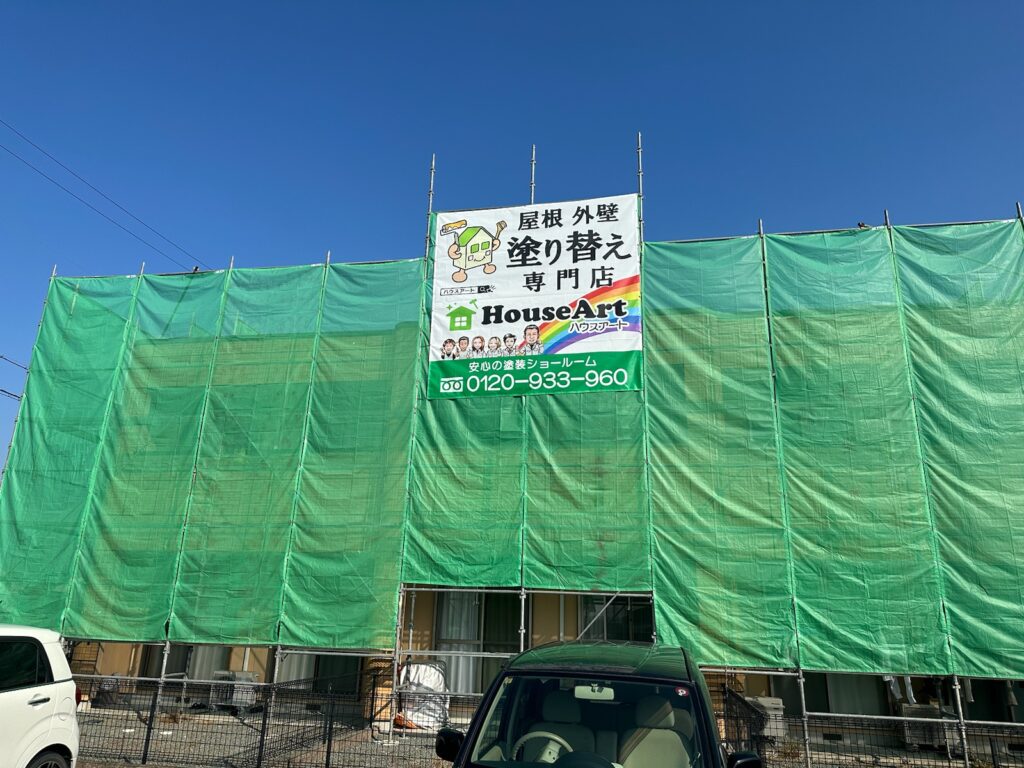 屋根 外壁
塗り替え
専門店
ハウスアート
HouseArt
ハウスアート
安心の塗装ショールーム
0120-933-960